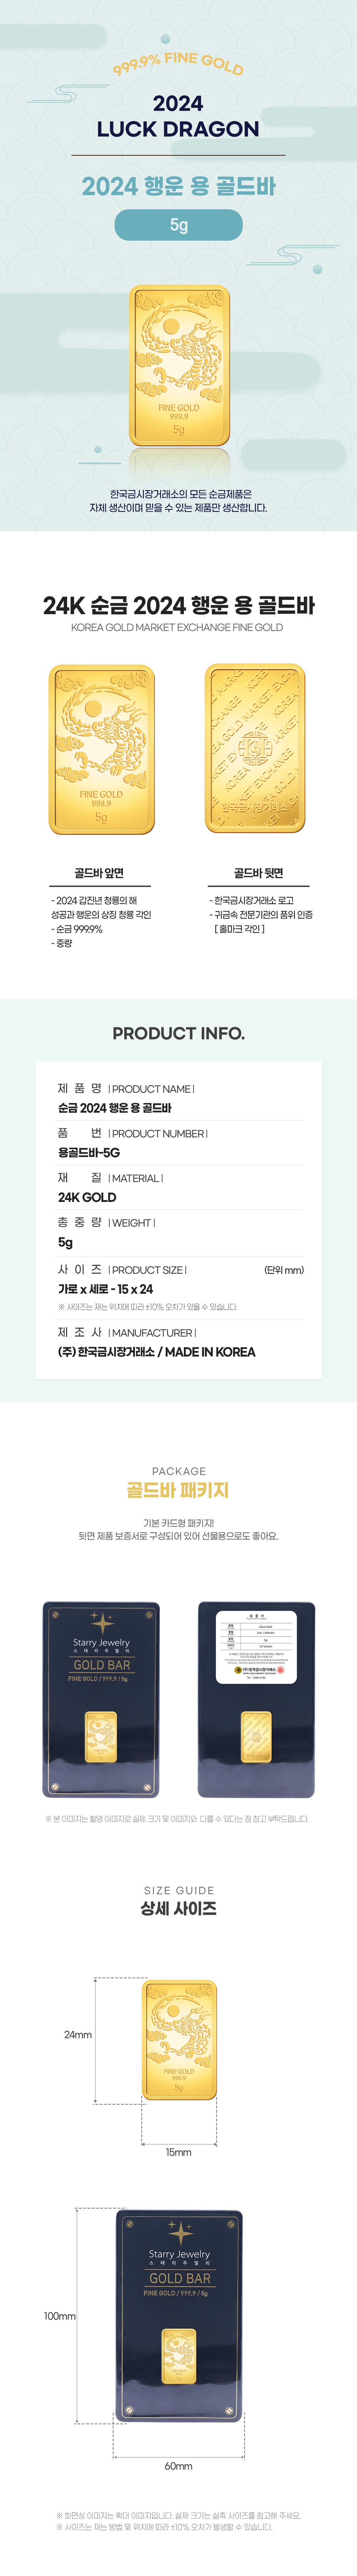 999.9% FINE GOLD
2024
LUCK DRAGON
2024 행운 용 골드바
5g
FINE GOLD
999.9
5g
한국금시장거래소의 모든 순금제품은
자체 생산이며 믿을 수 있는 제품만 생산합니다.
24K 순금 2024 행운 용 골드바
KOREA GOLD MARKET EXCHANGE FINE GOLD
FINE GOLD
999.9
5g
KOREA GOLD MARKET EXCHANGE
한국금시장거래소
골드바 앞면
- 2024 갑진년 청룡의 해
성공과 행운의 상징 청룡 각인
- 순금 999.9%
- 중량
골드바 뒷면
- 한국금시장거래소 로고
- 귀금속 전문기관의 품위 인증
[ 홀마크 각인 ]
PRODUCT INFO.
제 품 명 | PRODUCT NAME |
순금 2024 행운 용 골드바
품 번 | PRODUCT NUMBER |
용골드바-5G
재 질 | MATERIAL |
24K GOLD
총 중 량 | WEIGHT |
5g
사 이 즈 | PRODUCT SIZE | (단위 mm)
가로 x 세로 - 15 x 24
※ 사이즈는 재는 위치에 따라 ±10% 오차가 있을 수 있습니다.
제 조 사 | MANUFACTURER |
(주) 한국금시장거래소 / MADE IN KOREA
PACKAGE
골드바 패키지
기본 카드형 패키지!
뒷면 제품 보증서로 구성되어 있어 선물용으로도 좋아요.
Starry Jewelry
스 태 리 주 얼 리
GOLD BAR
FINE GOLD / 999.9 / 5g
보 증 서
(주)한국금시장거래소
※ 본 이미지는 촬영 이미지로 실제 크기 및 이미지와 다를 수 있다는 점 참고 부탁드립니다.
SIZE GUIDE
상세 사이즈
24mm
FINE GOLD
999.9
5g
15mm
Starry Jewelry
스 태 리 주 얼 리
GOLD BAR
FINE GOLD / 999.9 / 5g
100mm
60mm
※ 화면상 이미지는 확대 이미지입니다. 실제 크기는 실측 사이즈를 참고해 주세요.
※ 사이즈는 재는 방법 및 위치에 따라 ±10% 오차가 발생할 수 있습니다.